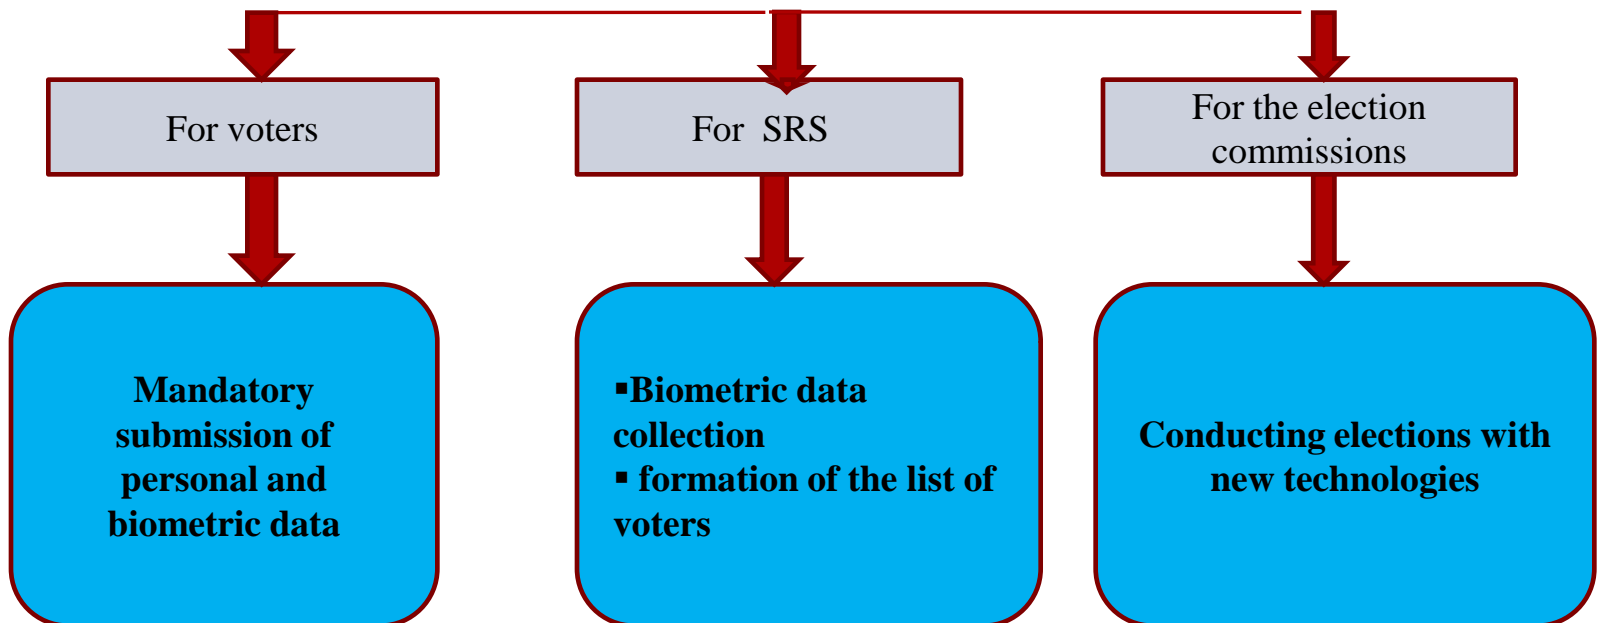 For voters
For SRS
For the election
commissions
Mandatory
submission of
personal and
biometric data
▪Biometric data
collection
▪ formation of the list of
voters
Conducting elections with
new technologies